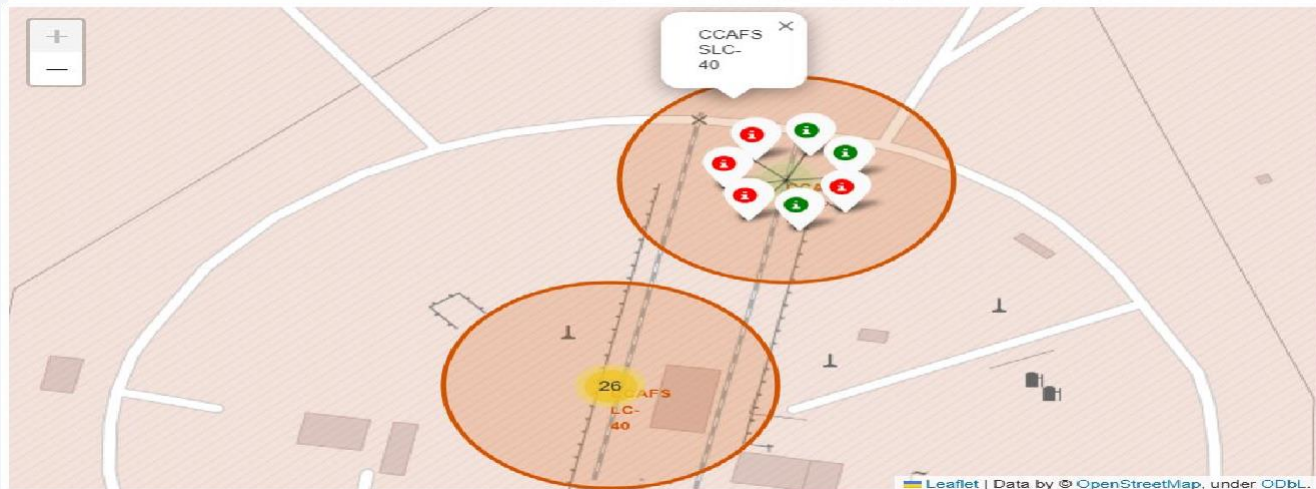 +
−
CCAFS
SLC-
40
×
26
CCAFS
LC-
40
Leaflet | Data by © OpenStreetMap, under ODbL.